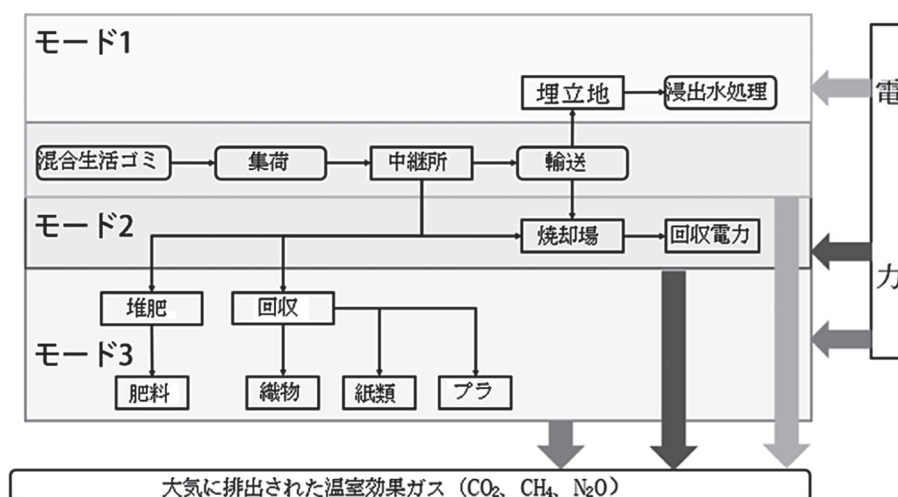 モード1
埋立地
浸出水処理
電
混合生活ゴミ
集荷
中継所
輸送
モード2
焼却場
回収電力
力
堆肥
回収
モード3
肥料
織物
紙類
プラ
大気に排出された温室効果ガス（CO₂、CH₄、N₂O）